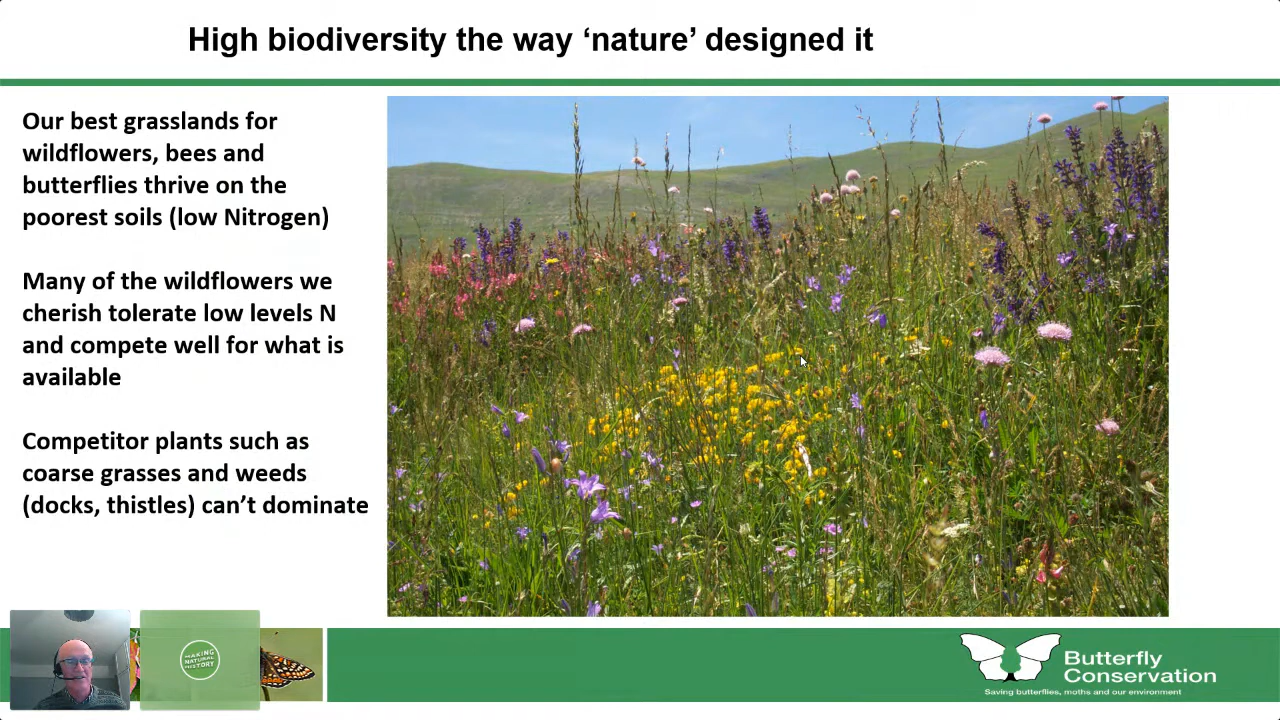 High biodiversity the way ‘nature’ designed it
Our best grasslands for
wildflowers, bees and
butterflies thrive on the
poorest soils (low Nitrogen)
Many of the wildflowers we
cherish tolerate low levels N
and compete well for what is
available
Competitor plants such as
coarse grasses and weeds
(docks, thistles) can’t dominate
MAKING
NATURAL
HISTORY
Butterfly
Conservation
Saving butterflies, moths and our environment